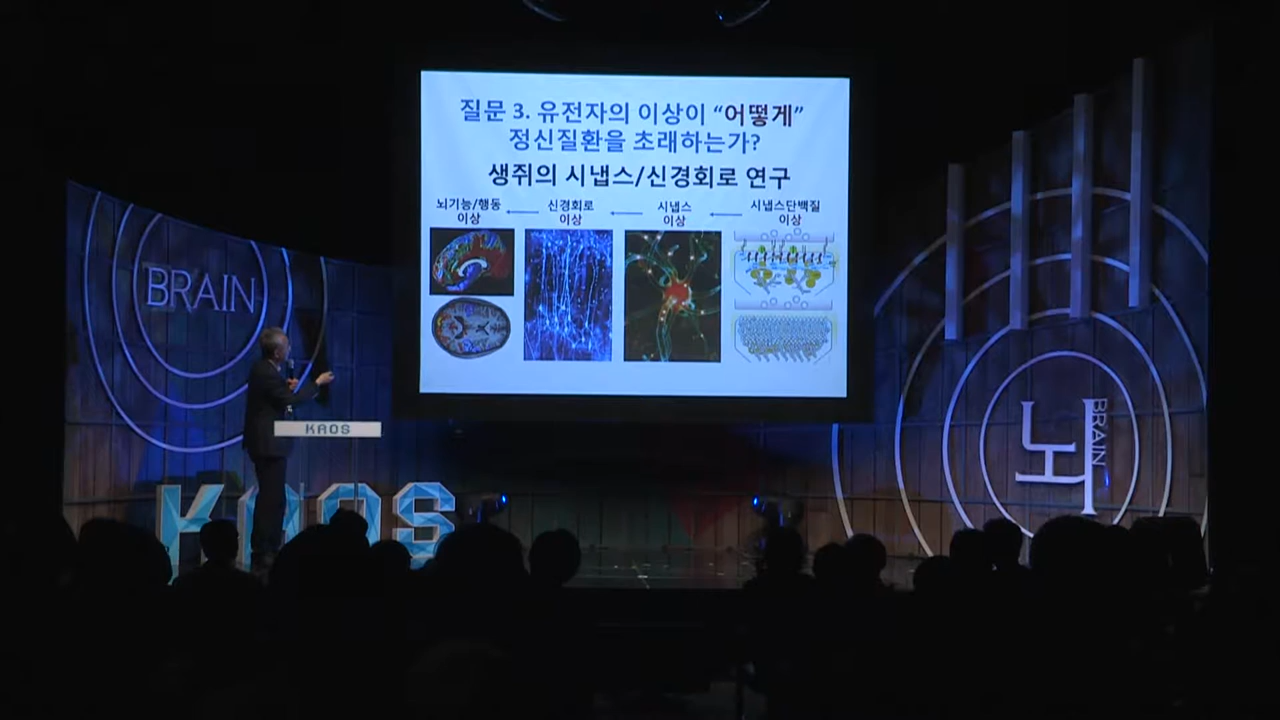 질문 3. 유전자의 이상이 “어떻게”
정신질환을 초래하는가?
생쥐의 시냅스/신경회로 연구
뇌기능/행동
이상
신경회로
이상
시냅스
이상
시냅스단백질
이상
BRAIN
KAOS
KAOS
뇌
BRAIN